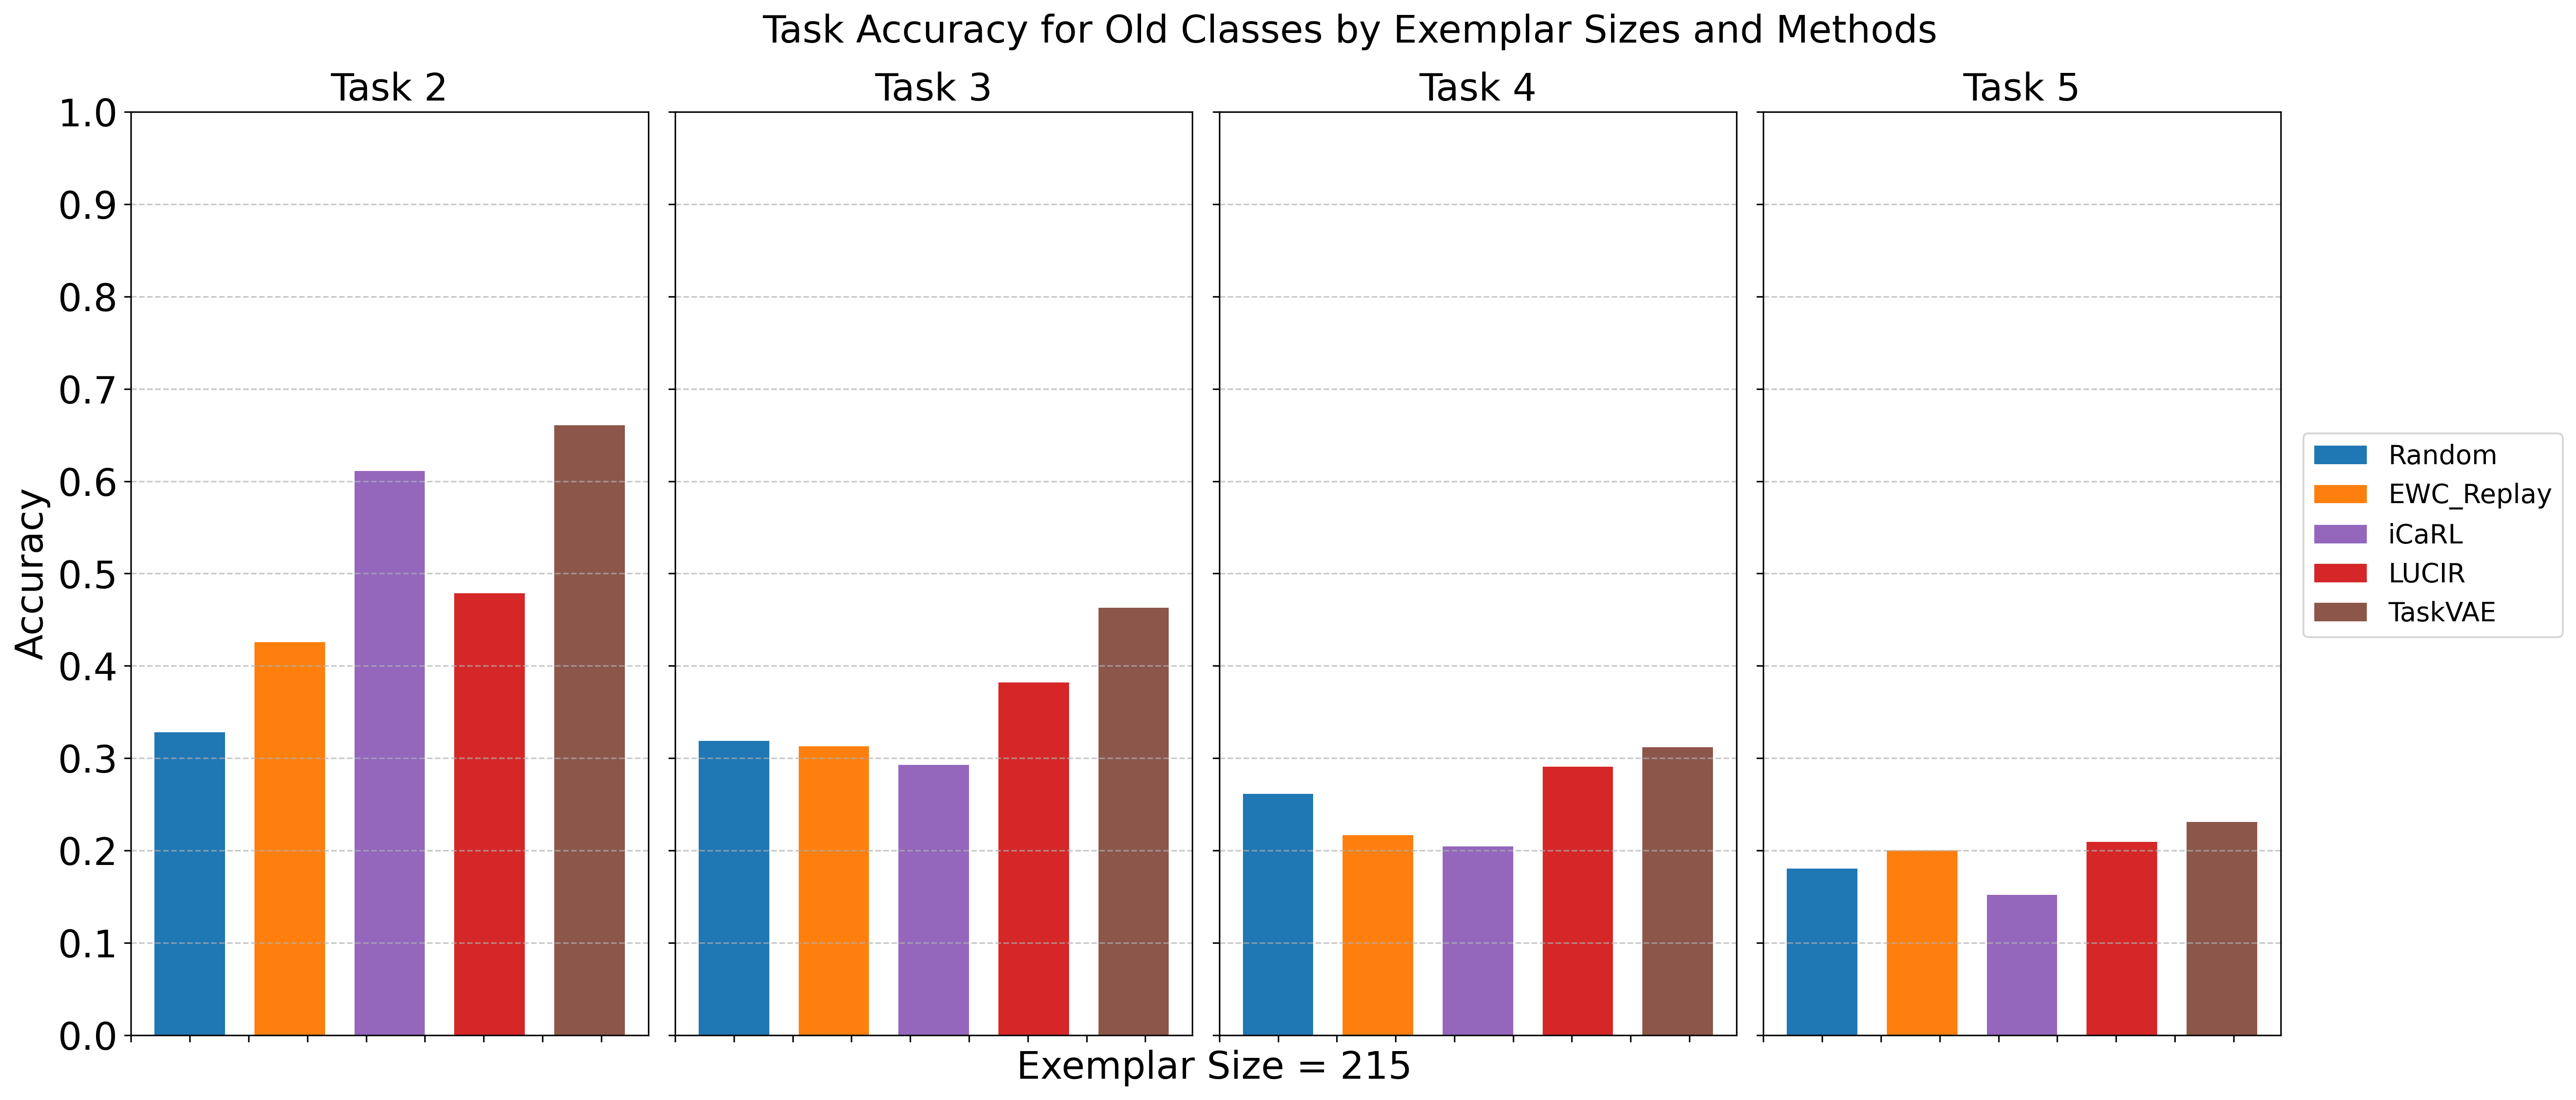 Task Accuracy for Old Classes by Exemplar Sizes and Methods
Task 2
Task 3
Task 4
Task 5
1.0
0.9
0.8
0.7
0.6
0.5
0.4
0.3
0.2
0.1
0.0
Accuracy
Exemplar Size = 215
Random
EWC_Replay
iCaRL
LUCIR
TaskVAE